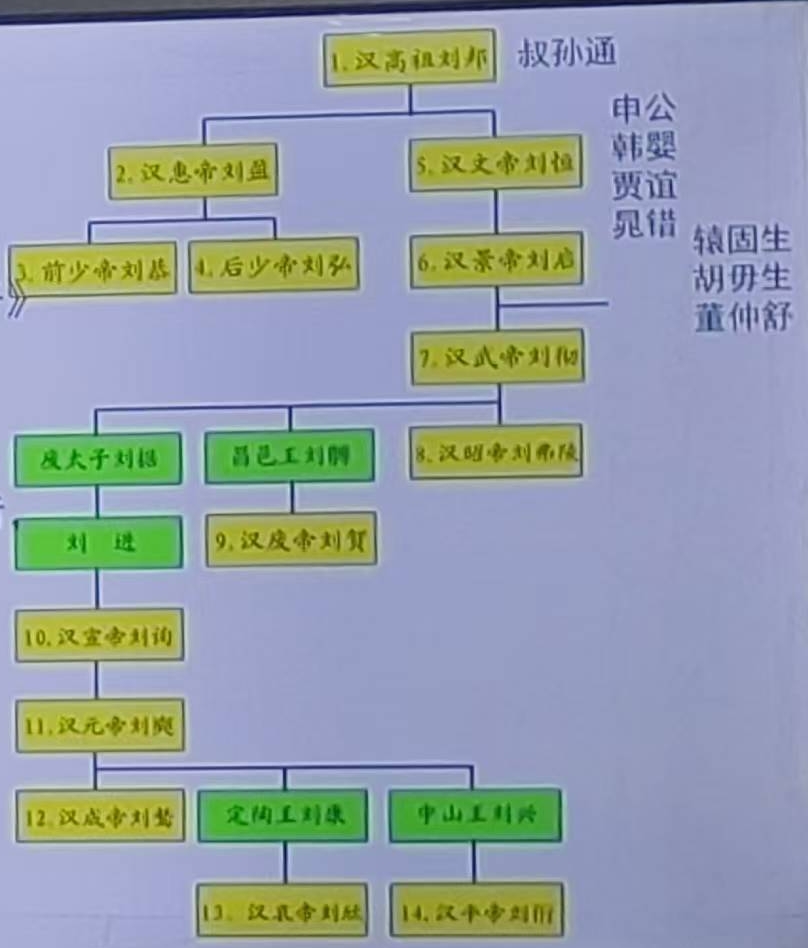 1.汉高祖刘邦
叔孙通
申公
韩婴
贾谊
晁错
2.汉惠帝刘盈
5.汉文帝刘恒
辕固生
胡毋生
董仲舒
3.前少帝刘恭
4.后少帝刘弘
6.汉景帝刘启
7.汉武帝刘彻
废太子刘据
昌邑王刘髆
8.汉昭帝刘弗陵
刘 进
9.汉废帝刘贺
10.汉宣帝刘询
11.汉元帝刘奭
12.汉成帝刘骜
定陶王刘康
中山王刘兴
13.汉哀帝刘欣
14.汉平帝刘衎